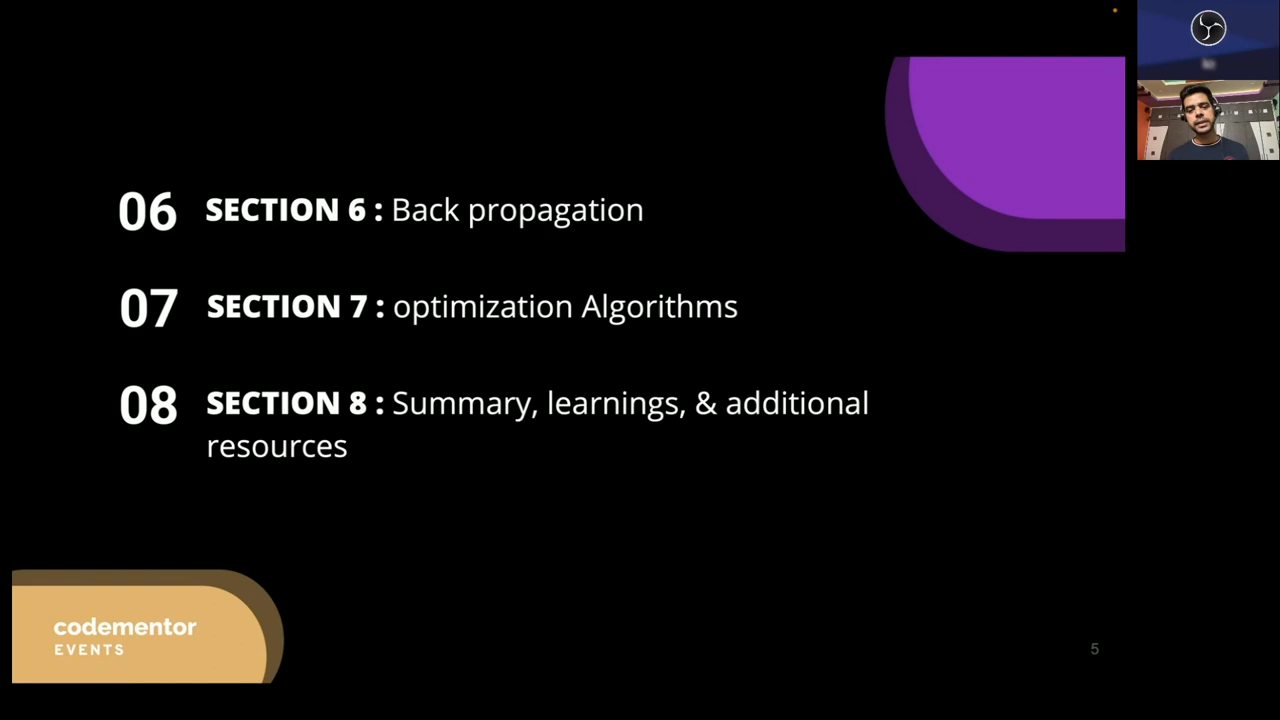 06 SECTION 6 : Back propagation
07 SECTION 7 : optimization Algorithms
08 SECTION 8 : Summary, learnings, & additional
resources
codementor
EVENTS
5